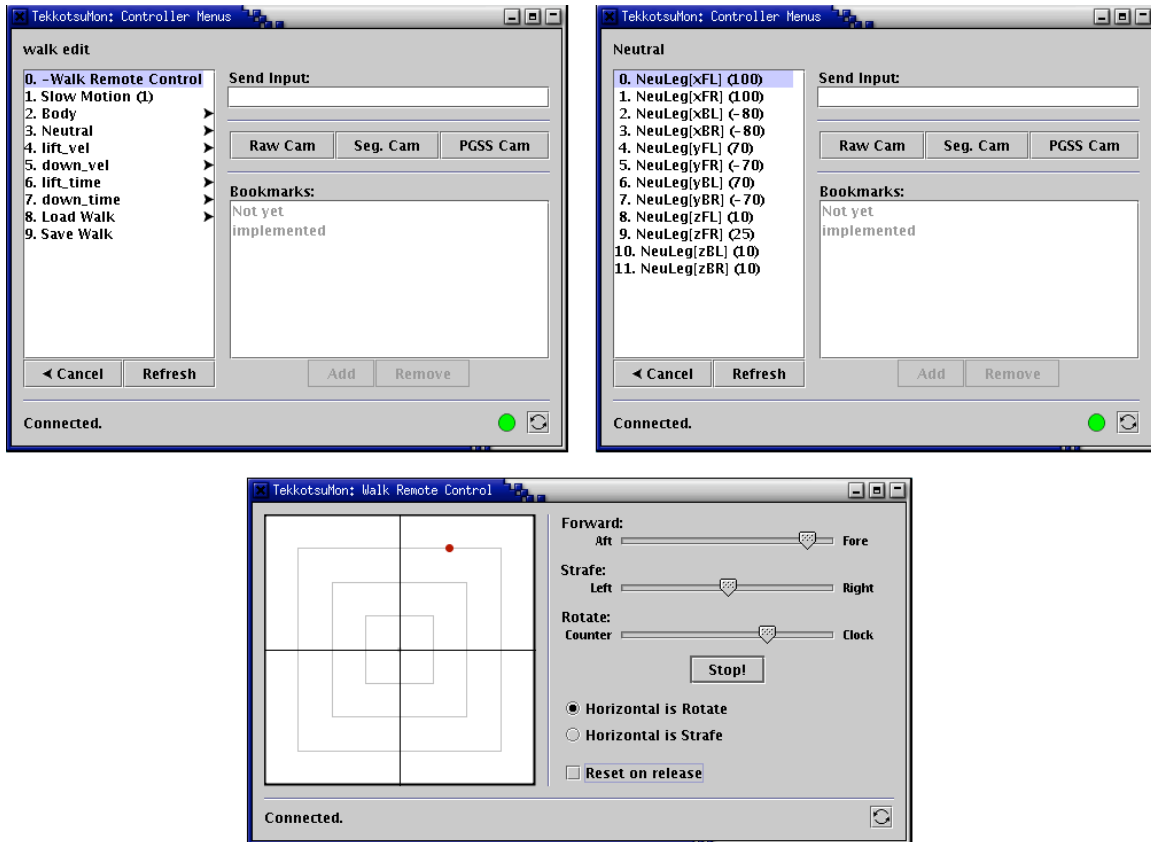 TekkotsuMon: Controller Menus
walk edit
0. -Walk Remote Control
1. Slow Motion (1)
2. Body
3. Neutral
4. lift_vel
5. down_vel
6. lift_time
7. down_time
8. Load Walk
9. Save Walk
Cancel Refresh
Send Input:
Raw Cam Seg. Cam PGSS Cam
Bookmarks:
Not yet
implemented
Add Remove
Connected.
TekkotsuMon: Controller Menus
Neutral
0. NeuLeg[xFL] (100)
1. NeuLeg[xFR] (100)
2. NeuLeg[xBL] (-80)
3. NeuLeg[xBR] (-80)
4. NeuLeg[yFL] (70)
5. NeuLeg[yFR] (-70)
6. NeuLeg[yBL] (70)
7. NeuLeg[yBR] (-70)
8. NeuLeg[zFL] (10)
9. NeuLeg[zFR] (25)
10. NeuLeg[zBL] (10)
11. NeuLeg[zBR] (10)
Cancel Refresh
Send Input:
Raw Cam Seg. Cam PGSS Cam
Bookmarks:
Not yet
implemented
Add Remove
Connected.
TekkotsuMon: Walk Remote Control
Forward:
Aft Fore
Strafe:
Left Right
Rotate:
Counter Clock
Stop!
Horizontal is Rotate
Horizontal is Strafe
Reset on release
Connected.